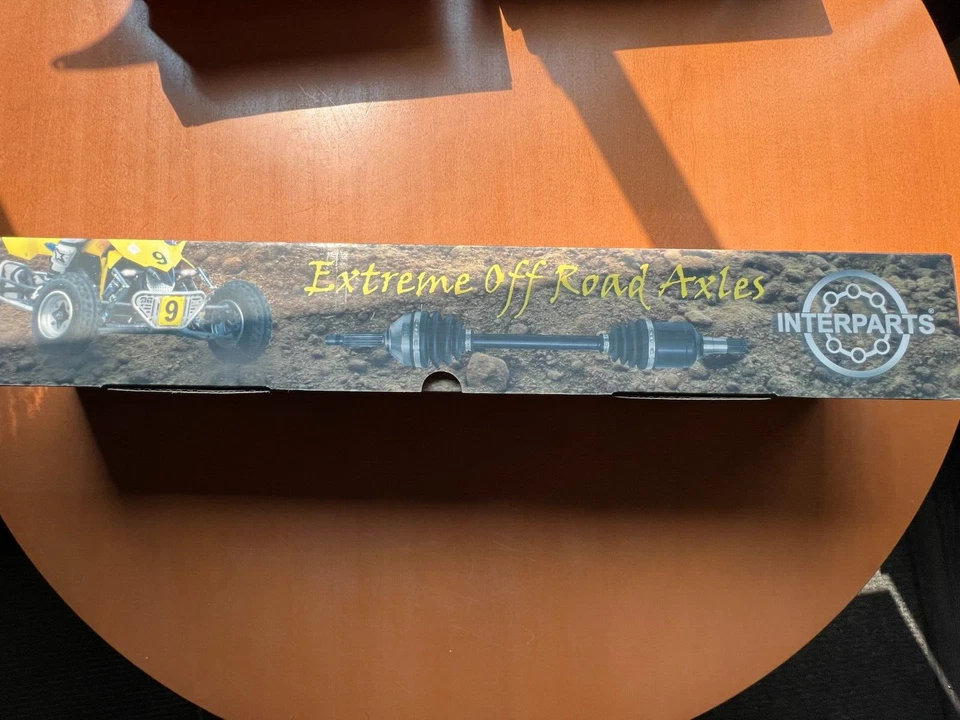 9
9
Extreme Off Road Axles
INTERPARTS®